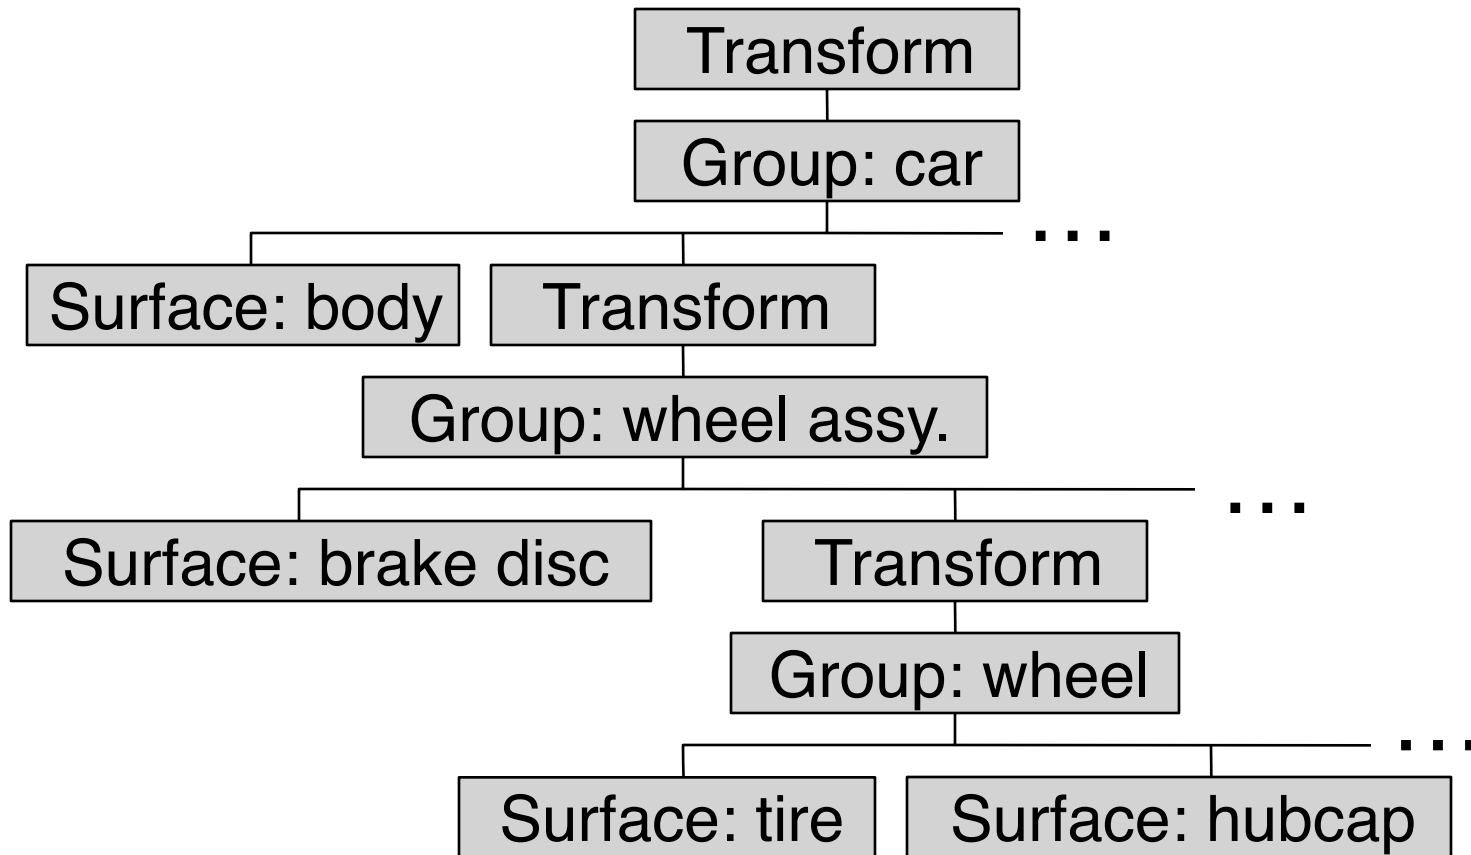 Transform
Group: car
...
Surface: body
Transform
Group: wheel assy.
...
Surface: brake disc
Transform
Group: wheel
...
Surface: tire
Surface: hubcap